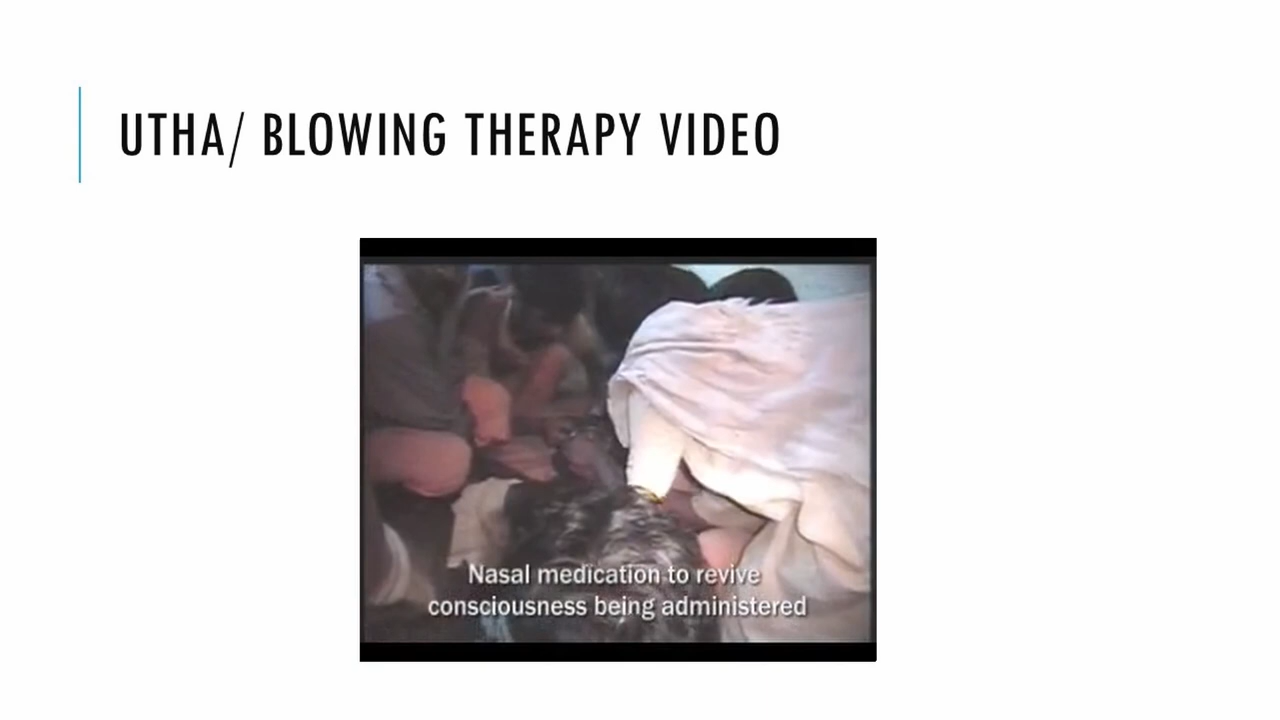 UTHA/ BLOWING THERAPY VIDEO
Nasal medication to revive
consciousness being administered